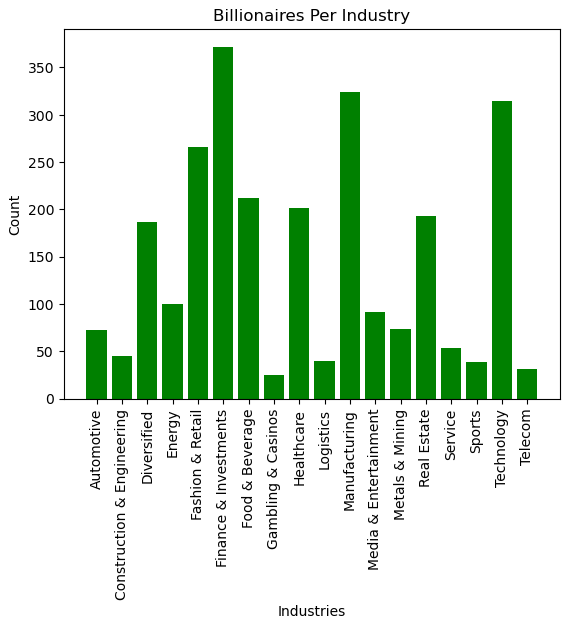 Billionaires Per Industry
Count
350
300
250
200
150
100
50
0
Automotive
Construction & Engineering
Diversified
Energy
Fashion & Retail
Finance & Investments
Food & Beverage
Gambling & Casinos
Healthcare
Logistics
Manufacturing
Media & Entertainment
Metals & Mining
Real Estate
Service
Sports
Technology
Telecom
Industries